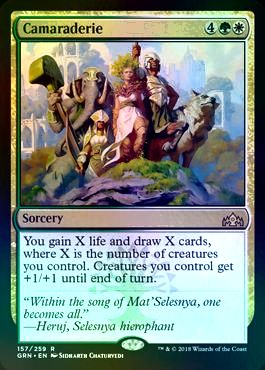 Camaraderie 4
Sorcery
You gain X life and draw X cards,
where X is the number of creatures
you control. Creatures you control get
+1/+1 until end of turn.
“Within the song of Mat’Selesnya, one
becomes all.”
—Heruj, Selesnya hierophant
157/259 R
GRN • EN Sidharth Chaturvedi
™ & © 2018 Wizards of the Coast